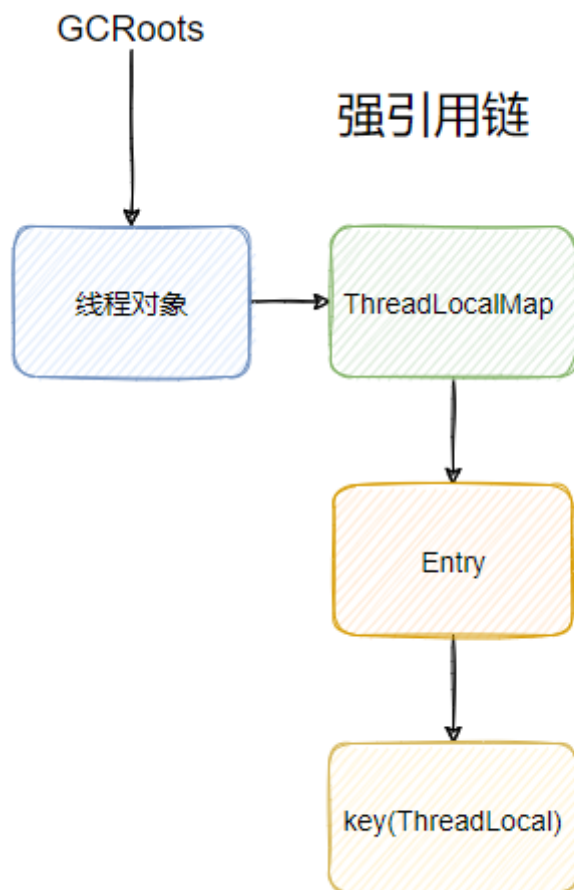 GCRoots
强引用链
线程对象
ThreadLocalMap
Entry
key(ThreadLocal)